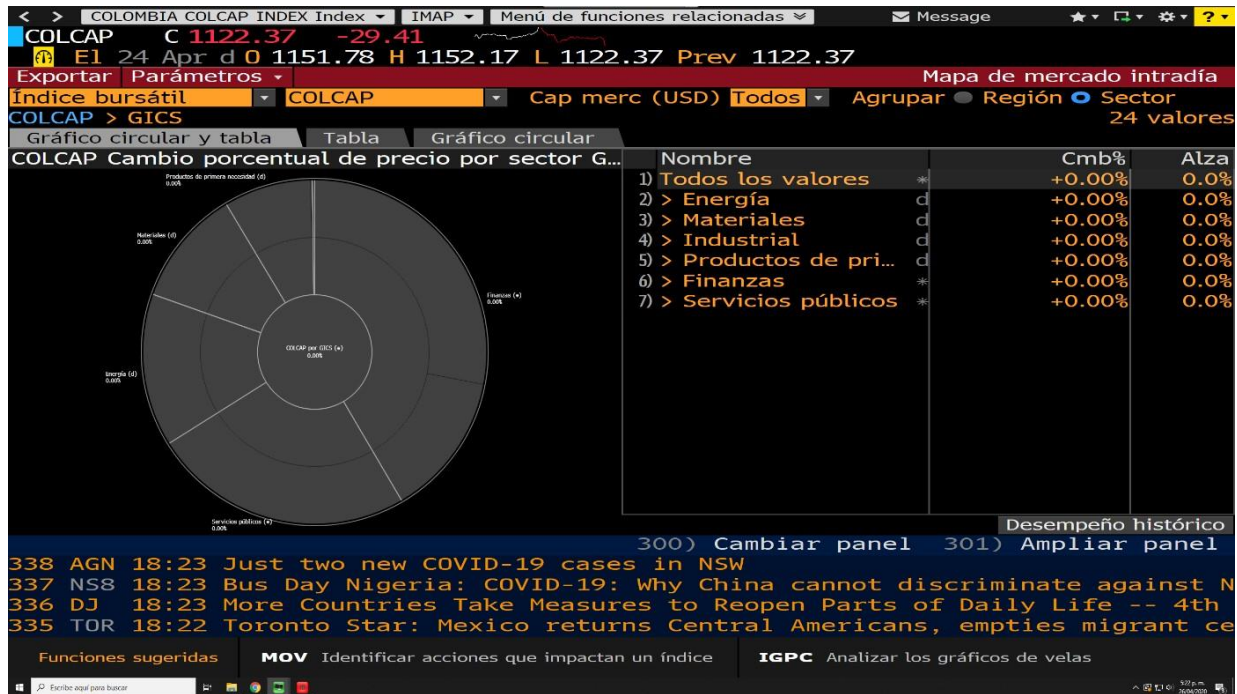 < > COLOMBIA COLCAP INDEX Index IMAP Menú de funciones relacionadas Message ?
COLCAP C 1122.37 -29.41
El 24 Apr d O 1151.78 H 1152.17 L 1122.37 Prev 1122.37
Exportar Parámetros Mapa de mercado intradía
Índice bursátil COLCAP Cap merc (USD) Todos Agrupar Región Sector
COLCAP > GICS 24 valores
Gráfico circular y tabla Tabla Gráfico circular
COLCAP Cambio porcentual de precio por sector G... Nombre Cmb% Alza
1) Todos los valores * +0.00% 0.0%
2) > Energía d +0.00% 0.0%
3) > Materiales d +0.00% 0.0%
4) > Industrial d +0.00% 0.0%
5) > Productos de pri... d +0.00% 0.0%
6) > Finanzas * +0.00% 0.0%
7) > Servicios públicos * +0.00% 0.0%
Productos de primera necesidad (d)
0.00%
Materiales (d)
0.00%
Finanzas (*)
0.00%
COLCAP por GICS (*)
0.00%
Energía (d)
0.00%
Servicios públicos (*)
0.00%
Desempeño histórico
300) Cambiar panel 301) Ampliar panel
338 AGN 18:23 Just two new COVID-19 cases in NSW
337 NS8 18:23 Bus Day Nigeria: COVID-19: Why China cannot discriminate against N
336 DJ 18:23 More Countries Take Measures to Reopen Parts of Daily Life -- 4th
335 TOR 18:22 Toronto Star: Mexico returns Central Americans, empties migrant ce
Funciones sugeridas MOV Identificar acciones que impactan un índice IGPC Analizar los gráficos de velas
Escribe aquí para buscar 5:22 p. m.
26/04/2020